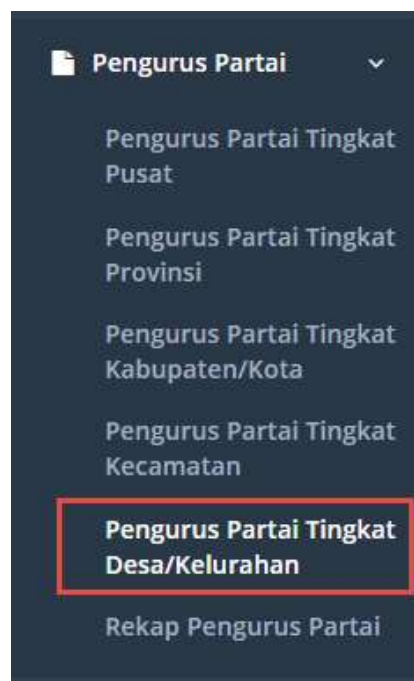 Pengurus Partai
Pengurus Partai Tingkat
Pusat
Pengurus Partai Tingkat
Provinsi
Pengurus Partai Tingkat
Kabupaten/Kota
Pengurus Partai Tingkat
Kecamatan
Pengurus Partai Tingkat
Desa/Kelurahan
Rekap Pengurus Partai